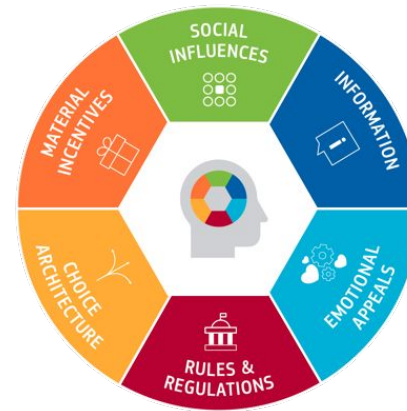 SOCIAL
INFLUENCES
INFORMATION
EMOTIONAL
APPEALS
RULES &
REGULATIONS
CHOICE
ARCHITECTURE
MATERIAL
INCENTIVES
i